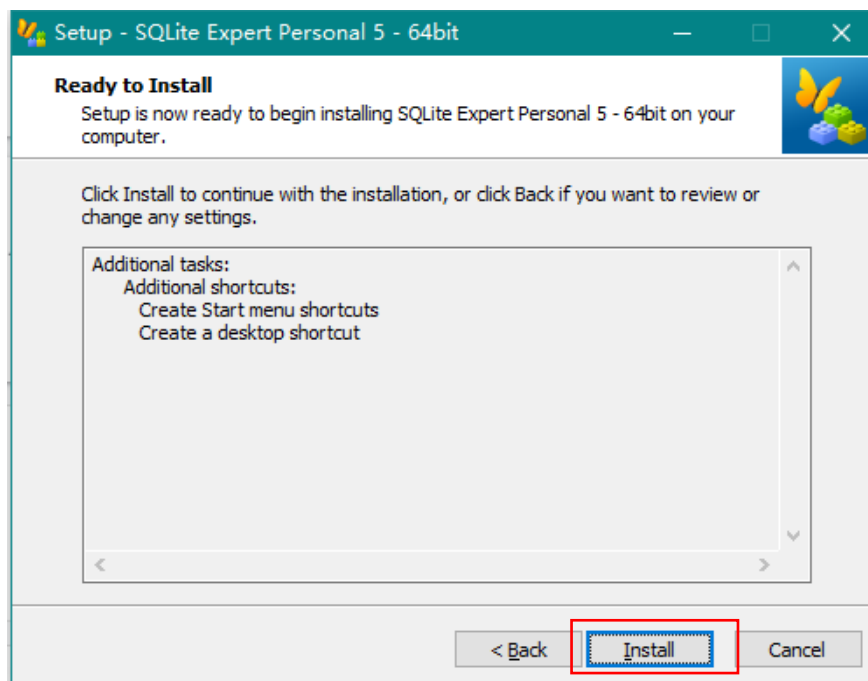 Setup - SQLite Expert Personal 5 - 64bit
Ready to Install
Setup is now ready to begin installing SQLite Expert Personal 5 - 64bit on your
computer.
Click Install to continue with the installation, or click Back if you want to review or
change any settings.
Additional tasks:
Additional shortcuts:
Create Start menu shortcuts
Create a desktop shortcut
< Back Install Cancel